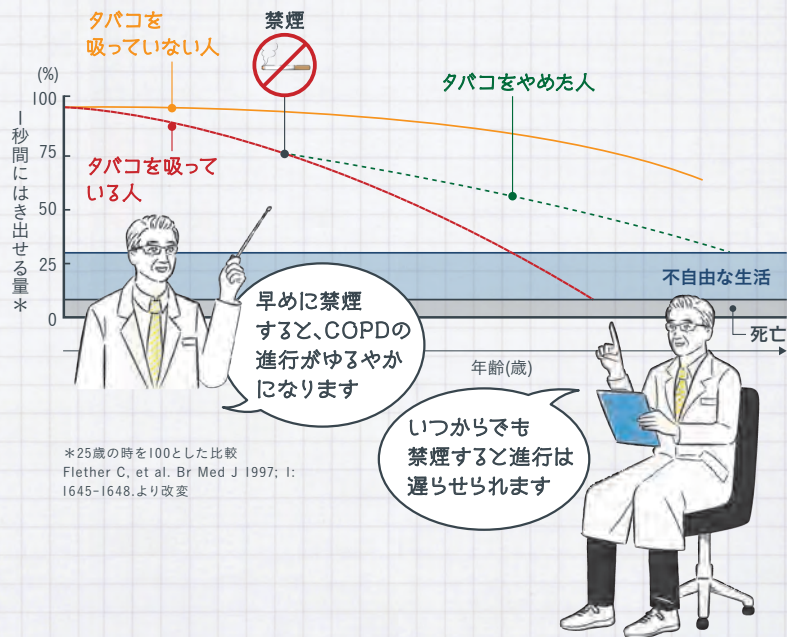 タバコを
吸っていない人
禁煙
タバコをやめた人
(%)
100
75
50
25
0
一秒間にはき出せる量＊
タバコを吸って
いる人
不自由な生活
死亡
年齢(歳)
早めに禁煙
すると、COPDの
進行がゆるやか
になります
いつからでも
禁煙すると進行は
遅らせられます
＊25歳の時を100とした比較
Flether C, et al. Br Med J 1997; 1:
1645-1648.より改変